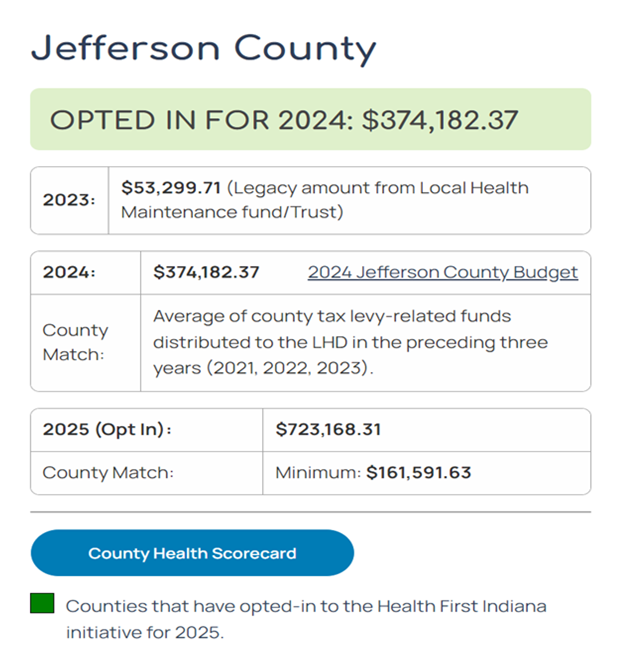 Jefferson County
OPTED IN FOR 2024: $374,182.37
2023:
$53,299.71 (Legacy amount from Local Health
Maintenance fund/Trust)
2024:
$374,182.37
2024 Jefferson County Budget
County
Match:
Average of county tax levy-related funds
distributed to the LHD in the preceding three
years (2021, 2022, 2023).
2025 (Opt In):
$723,168.31
County Match:
Minimum: $161,591.63
County Health Scorecard
Counties that have opted-in to the Health First Indiana
initiative for 2025.